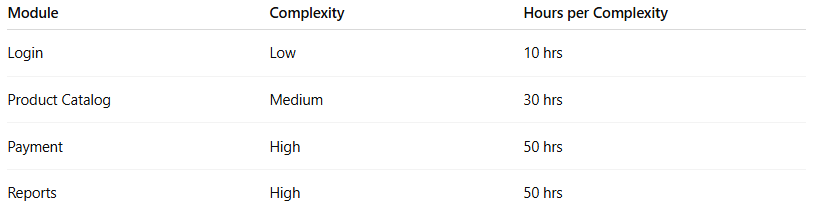 Module Complexity Hours per Complexity
Login Low 10 hrs
Product Catalog Medium 30 hrs
Payment High 50 hrs
Reports High 50 hrs